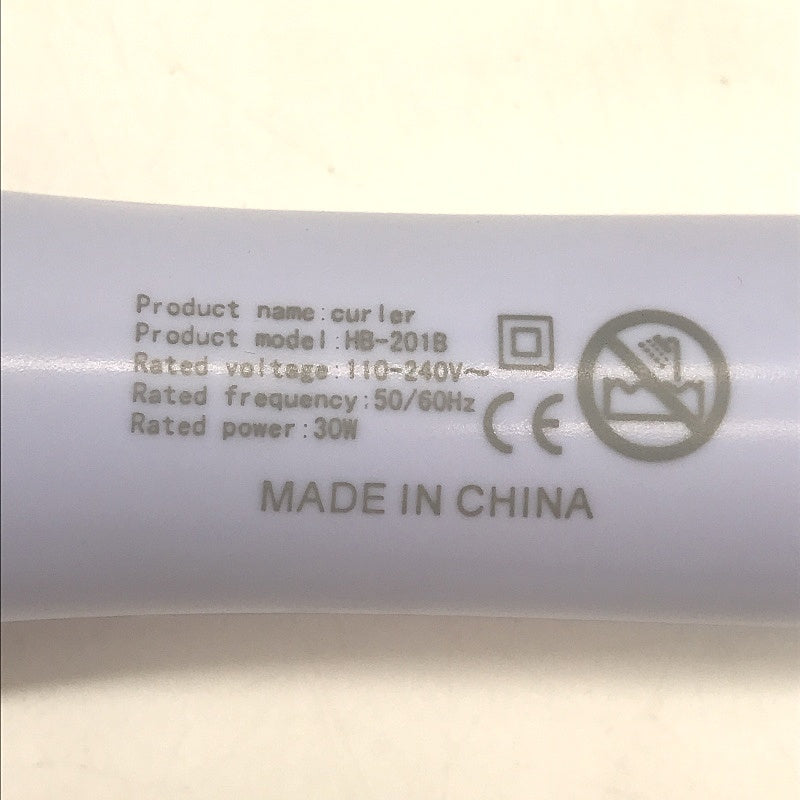 Product name:curler
Product model:HB-201B
Rated voltage:110-240V~
Rated frequency:50/60Hz
Rated power:30W
CE
MADE IN CHINA